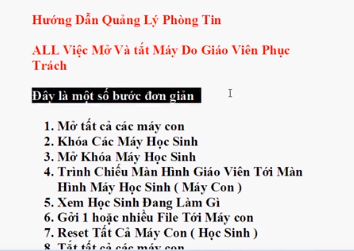 Hướng Dẫn Quảng Lý Phòng Tin
ALL Việc Mở Và tắt Máy Do Giáo Viên Phục
Trách
Đây là một số bước đơn giản
1. Mở tất cả các máy con
2. Khóa Các Máy Học Sinh
3. Mở Khóa Máy Học Sinh
4. Trình Chiếu Màn Hình Giáo Viên Tới Màn
Hình Máy Học Sinh ( Máy Con )
5. Xem Học Sinh Đang Làm Gì
6. Gửi 1 hoặc nhiều File Tới Máy con
7. Reset Tất Cả Máy Con ( Học Sinh )
8. Tắt tất cả các máy con